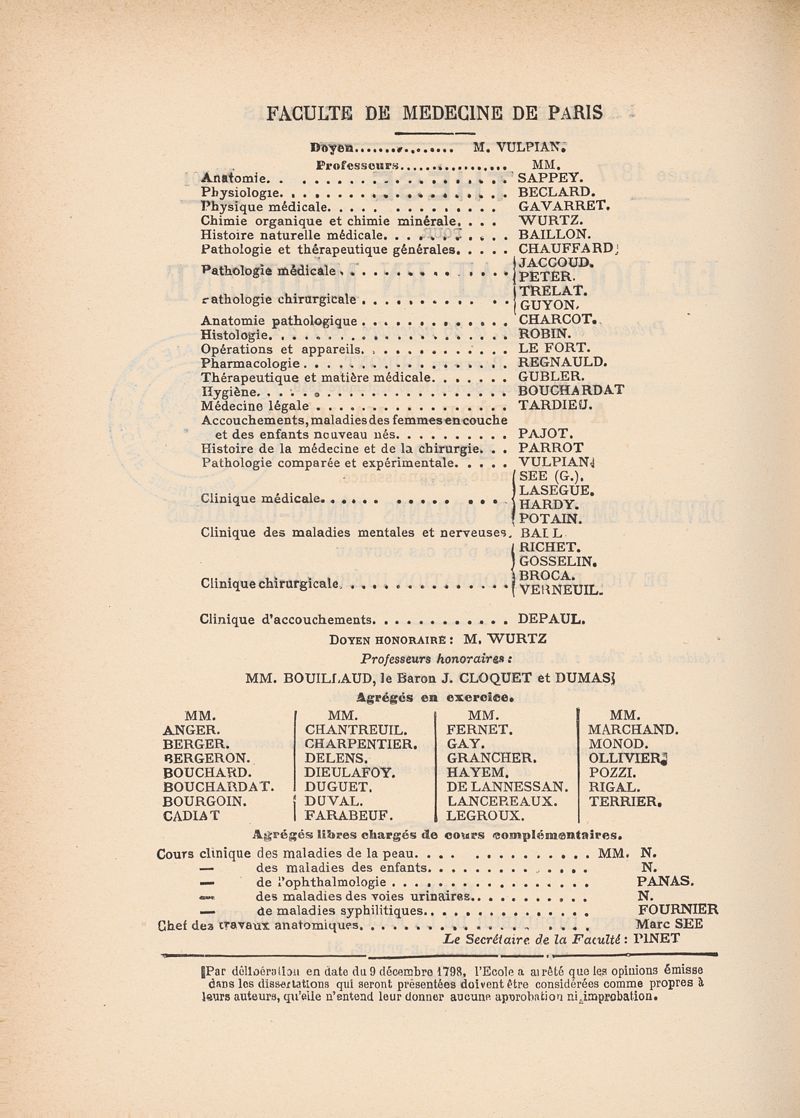 FACULTE DE MEDECINE DE PARIS
Doyen................ M. VULPIAN.
Professeurs.................. MM.
Anatomie. . . . . . . . . . . . . . . . . . SAPPEY.
Physiologie. . . . . . . . . . . . . . . . . BECLARD.
Physique médicale. . . . . . . . . . . . . . GAVARRET.
Chimie organique et chimie minérale. . . . WURTZ.
Histoire naturelle médicale. . . . . . . . . BAILLON.
Pathologie et thérapeutique générales. . . . . CHAUFFARD
Pathologie médicale . . . . . . . . . . . . JACCOUD.
PETER.
Pathologie chirurgicale . . . . . . . . . . . . TRELAT.
GUYON.
Anatomie pathologique . . . . . . . . . . . . CHARCOT.
Histologie. . . . . . . . . . . . . . . . . . ROBIN.
Opérations et appareils. . . . . . . . . . . . LE FORT.
Pharmacologie . . . . . . . . . . . . . . . . REGNAULD.
Thérapeutique et matière médicale. . . . . . . GUBLER.
Hygiène. . . . . . . . . . . . . . . . . . . BOUCHARDAT
Médecine légale . . . . . . . . . . . . . . . TARDIEU.
Accouchements, maladies des femmes en couche
et des enfants nouveau nés. . . . . . . . . . PAJOT.
Histoire de la médecine et de la chirurgie. . . PARROT
Pathologie comparée et expérimentale. . . . . VULPIAN
Clinique médicale. . . . . . . . . . . . . . SEE (G.).
LASEGUE.
HARDY.
POTAIN.
Clinique des maladies mentales et nerveuses. BALL
Clinique chirurgicale. . . . . . . . . . . . . . RICHET.
GOSSELIN.
BROCA.
VERNEUIL.
Clinique d'accouchements. . . . . . . . . . . . DEPAUL.
DOYEN HONORAIRE : M. WURTZ
Professeurs honoraires :
MM. BOUILLAUD, le Baron J. CLOQUET et DUMAS
Agrégés en exercice.
MM. MM. MM. MM.
ANGER. CHANTREUIL. FERNET. MARCHAND.
BERGER. CHARPENTIER. GAY. MONOD.
BERGERON. DELENS. GRANCHER. OLLIVIER
BOUCHARD. DIEULAFOY. HAYEM. POZZI.
BOUCHARDAT. DUGUET. DE LANNESSAN. RIGAL.
BOURGOIN. DUVAL. LANCEREAUX. TERRIER.
CADIAT FARABEUF. LEGROUX.
Agrégés libres chargés de cours complémentaires.
Cours clinique des maladies de la peau. . . . . . . . . . . . . . MM. N.
— des maladies des enfants. . . . . . . . . . . . . . N.
— de l'ophthalmologie . . . . . . . . . . . . . . . PANAS.
— des maladies des voies urinaires. . . . . . . . . . . N.
— de maladies syphilitiques. . . . . . . . . . . . . . . FOURNIER
Chef des travaux anatomiques. . . . . . . . . . . . . . . . . Marc SEE
Le Secrétaire de la Faculté : PINET
Par délibération en date du 9 décembre 1798, l'Ecole a arrêté que les opinions émisse
dans les dissertations qui seront présentées doivent être considérées comme propres à
leurs auteurs, qu'elle n'entend leur donner aucune approbation ni improbation.